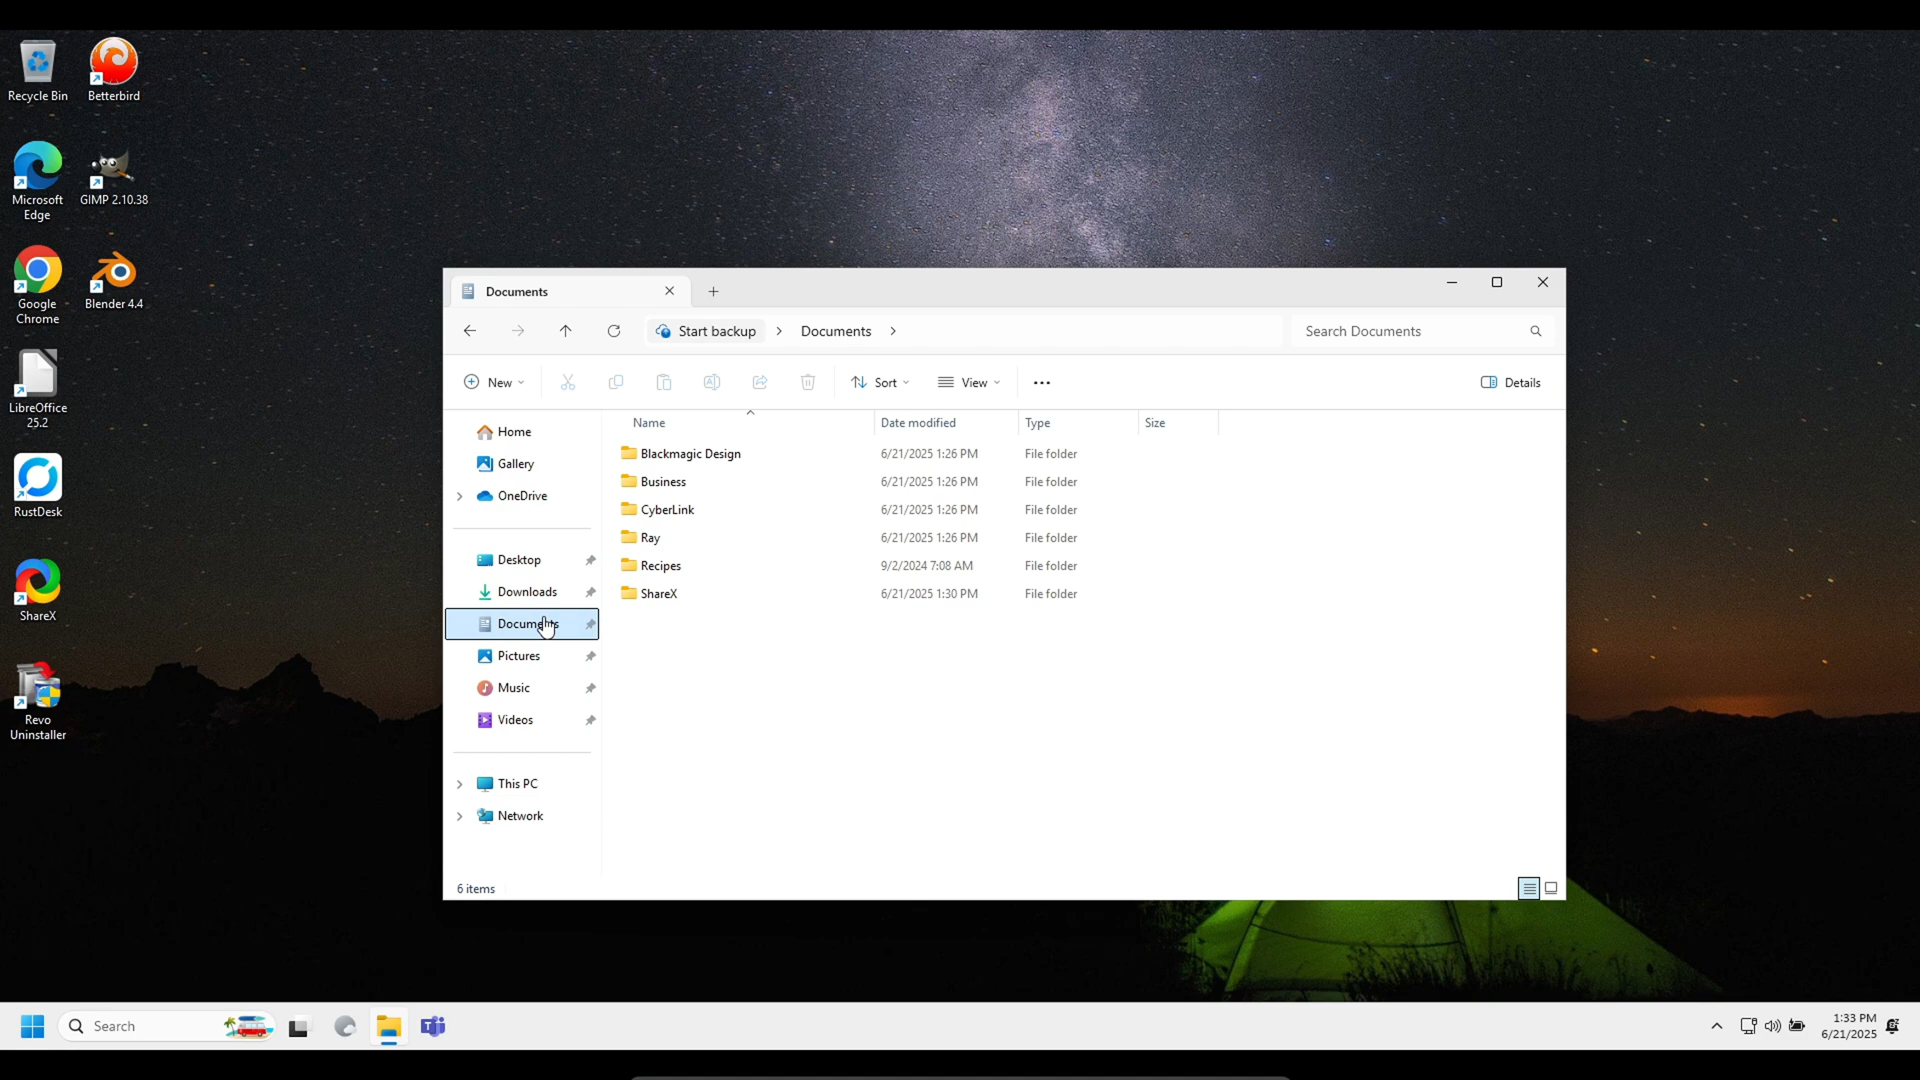 Recycle Bin
Betterbird
Microsoft
Edge
GIMP 2.10.38
Google
Chrome
Blender 4.4
LibreOffice
25.2
RustDesk
ShareX
Revo
Uninstaller
Documents
Start backup
Documents
Search Documents
New
Sort
View
Details
Home
Gallery
OneDrive
Desktop
Downloads
Documents
Pictures
Music
Videos
This PC
Network
Name Date modified Type Size
Blackmagic Design 6/21/2025 1:26 PM File folder
Business 6/21/2025 1:26 PM File folder
CyberLink 6/21/2025 1:26 PM File folder
Ray 6/21/2025 1:26 PM File folder
Recipes 9/2/2024 7:08 AM File folder
ShareX 6/21/2025 1:30 PM File folder
6 items
Search
1:33 PM
6/21/2025